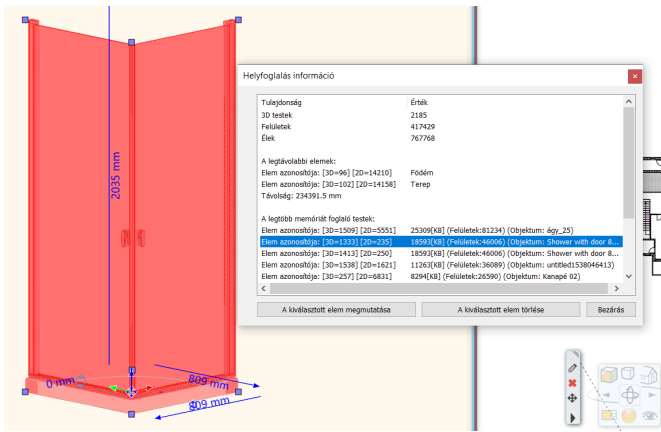 Helyfoglalás információ
Tulajdonság Érték
3D testek 2185
Felületek 417429
Élek 767768
A legtávolabbi elemek:
Elem azonosítója: [3D=96] [2D=14210] Födém
Elem azonosítója: [3D=102] [2D=14158] Terep
Távolság: 234391.5 mm
A legtöbb memóriát foglaló testek:
Elem azonosítója: [3D=1509] [2D=5551] 25309[KB] (Felületek:81234) (Objektum: ágy_25)
Elem azonosítója: [3D=1333] [2D=235] 18593[KB] (Felületek:46006) (Objektum: Shower with door 8...
Elem azonosítója: [3D=1413] [2D=250] 18593[KB] (Felületek:46006) (Objektum: Shower with door 8...
Elem azonosítója: [3D=1538] [2D=1621] 11263[KB] (Felületek:36089) (Objektum: untitled1538046413)
Elem azonosítója: [3D=257] [2D=6831] 8294[KB] (Felületek:26590) (Objektum: Kanapé 02)
A kiválasztott elem megmutatása A kiválasztott elem törlése Bezárás
2035 mm
0 mm
809 mm
809 mm